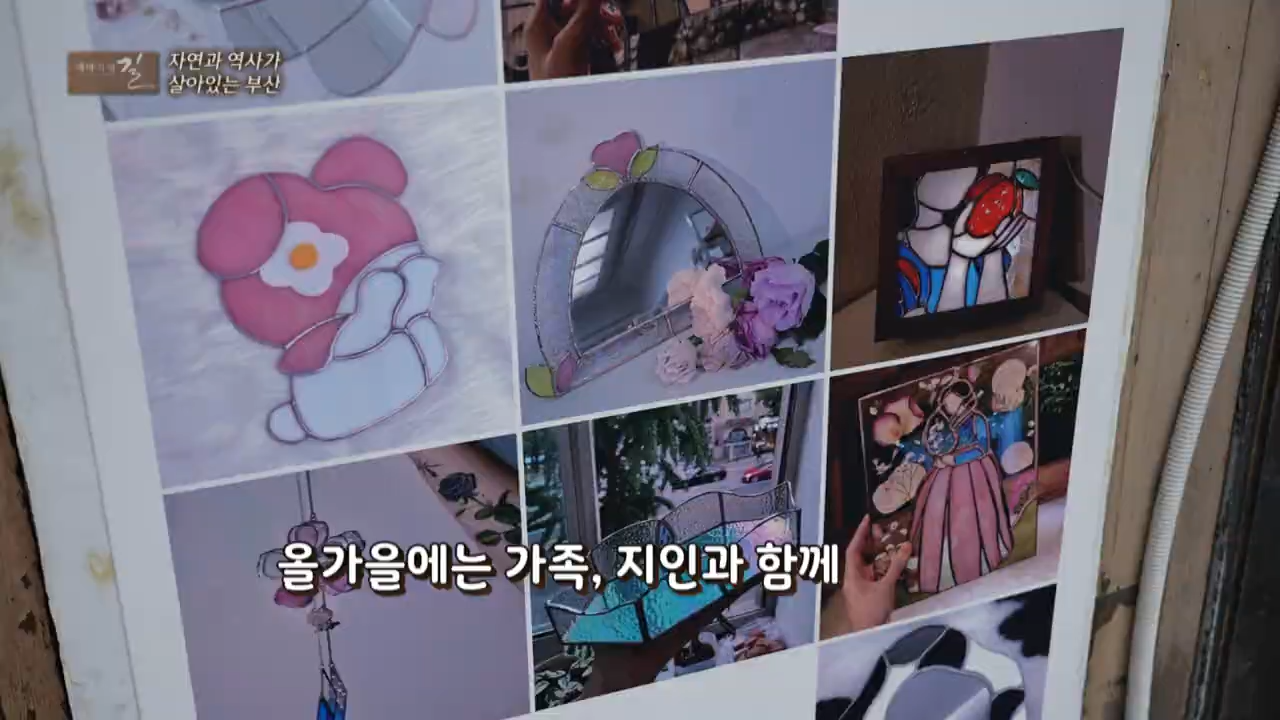 길
자연과 역사가
살아있는 부산
올가을에는 가족, 지인과 함께